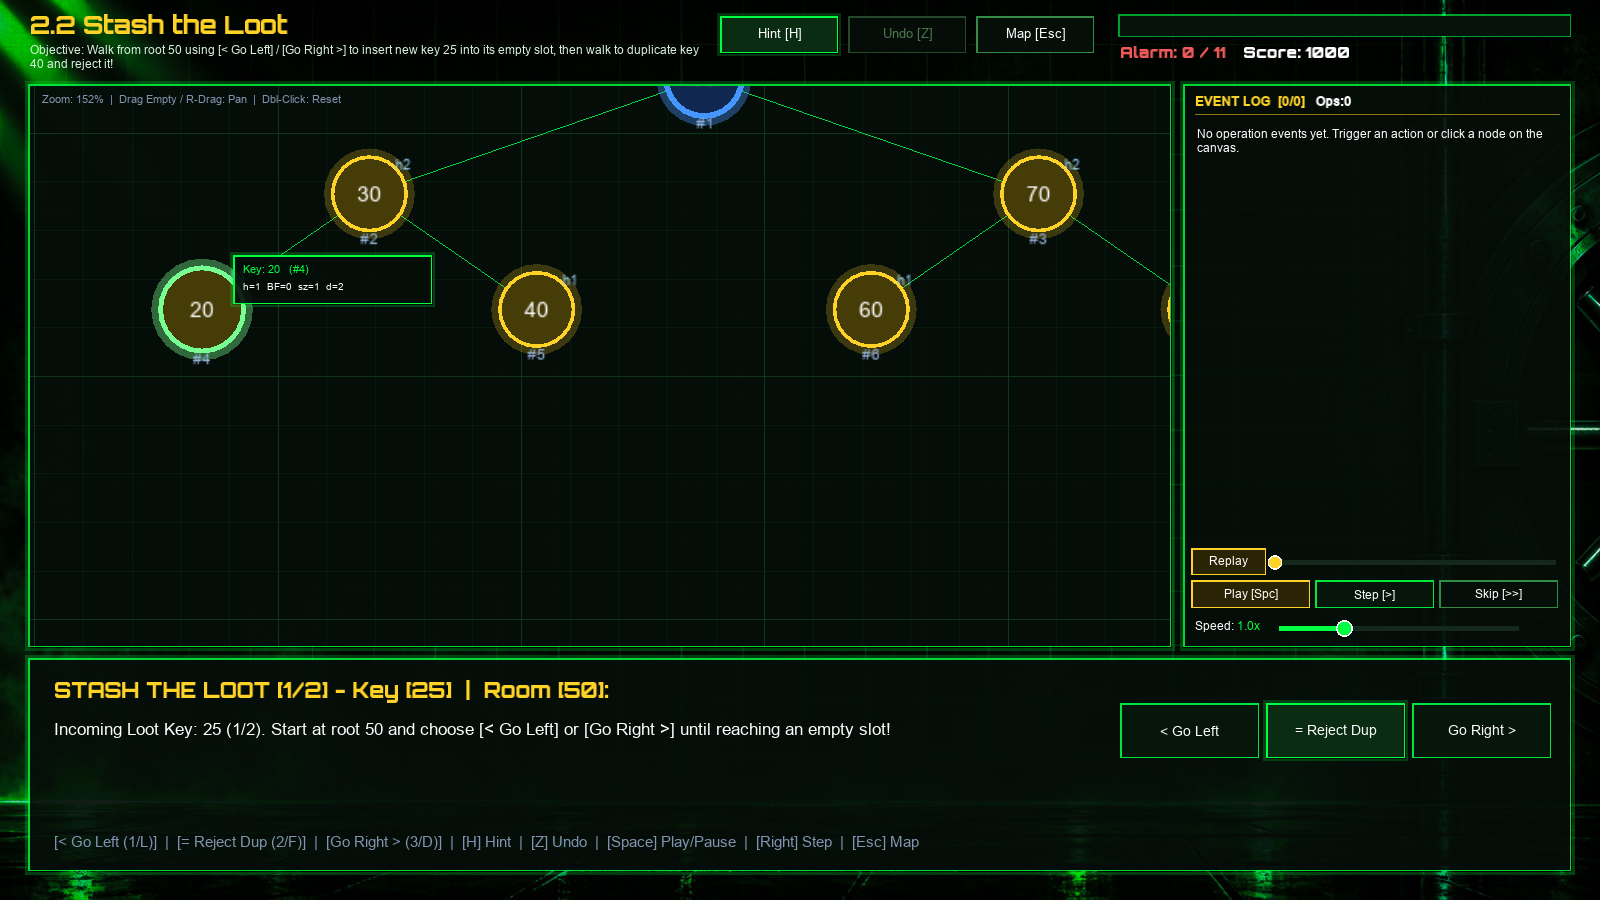 2.2 Stash the Loot
Objective: Walk from root 50 using [< Go Left] / [Go Right >] to insert new key 25 into its empty slot, then walk to duplicate key
40 and reject it!
Hint [H]
Undo [Z]
Map [Esc]
Alarm: 0 / 11
Score: 1000
Zoom: 152%  |  Drag Empty / R-Drag: Pan  |  Dbl-Click: Reset
#1
30
h2
#2
70
h2
#3
Key: 20  (#4)
h=1  BF=0  sz=1  d=2
20
#4
40
h1
#5
60
h1
#6
EVENT LOG  [0/0]
Ops:0
No operation events yet. Trigger an action or click a node on the
canvas.
Replay
Play [Spc]
Step [>]
Skip [>>]
Speed: 1.0x
STASH THE LOOT [1/2] - Key [25]  |  Room [50]:
Incoming Loot Key: 25 (1/2). Start at root 50 and choose [< Go Left] or [Go Right >] until reaching an empty slot!
< Go Left
= Reject Dup
Go Right >
[< Go Left (1/L)]  |  [= Reject Dup (2/F)]  |  [Go Right > (3/D)]  |  [H] Hint  |  [Z] Undo  |  [Space] Play/Pause  |  [Right] Step  |  [Esc] Map